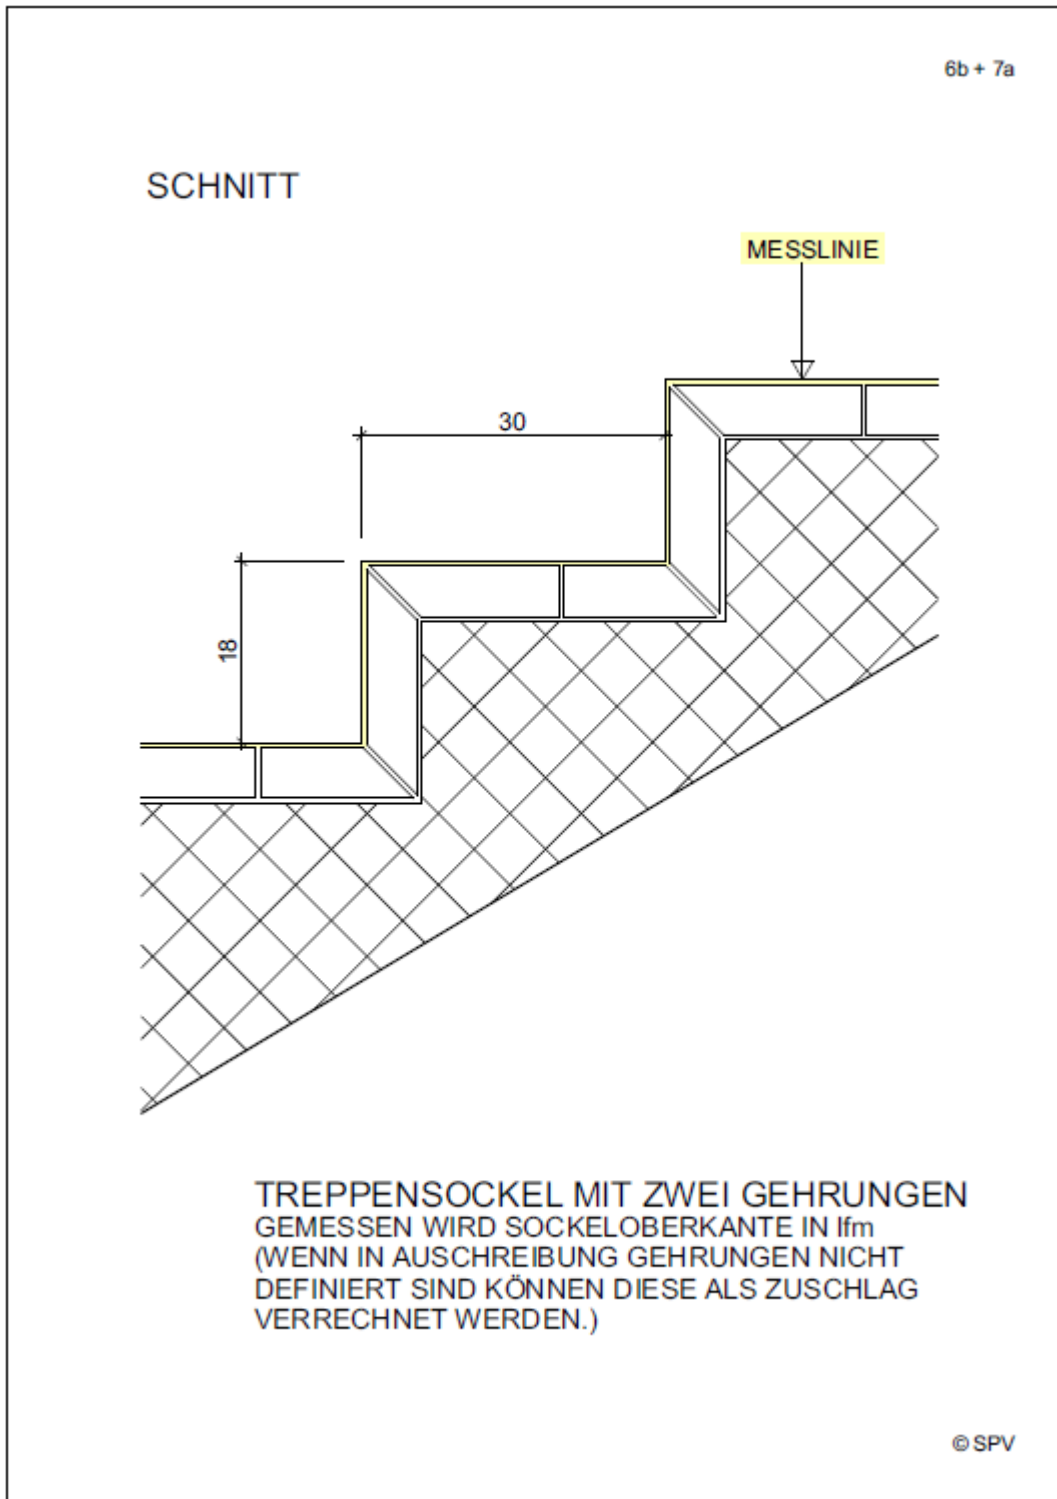 6b + 7a
SCHNITT
MESSLINIE
30
18
TREPPENSOCKEL MIT ZWEI GEHRUNGEN
GEMESSEN WIRD SOCKELOBERKANTE IN lfm
(WENN IN AUSCHREIBUNG GEHRUNGEN NICHT
DEFINIERT SIND KÖNNEN DIESE ALS ZUSCHLAG
VERRECHNET WERDEN.)
© SPV